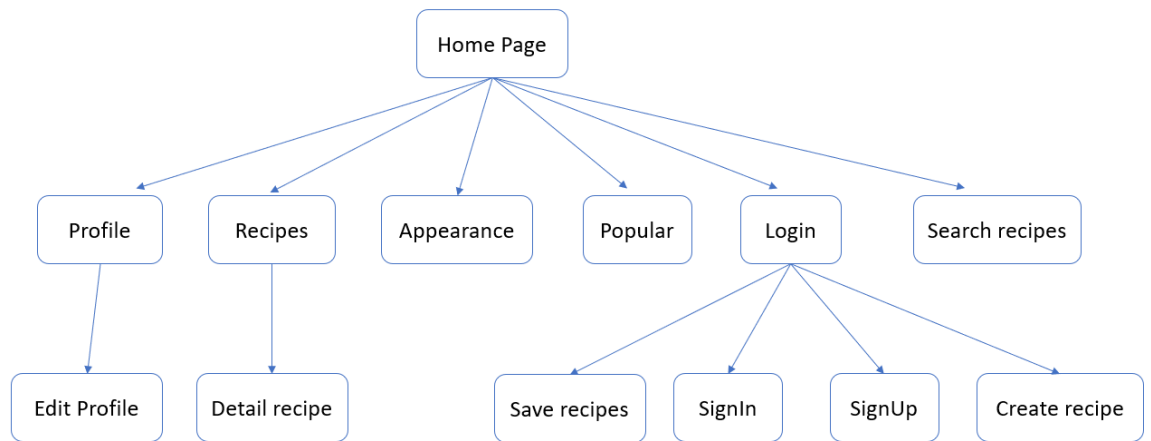 Home Page
Profile
Recipes
Appearance
Popular
Login
Search recipes
Edit Profile
Detail recipe
Save recipes
SignIn
SignUp
Create recipe